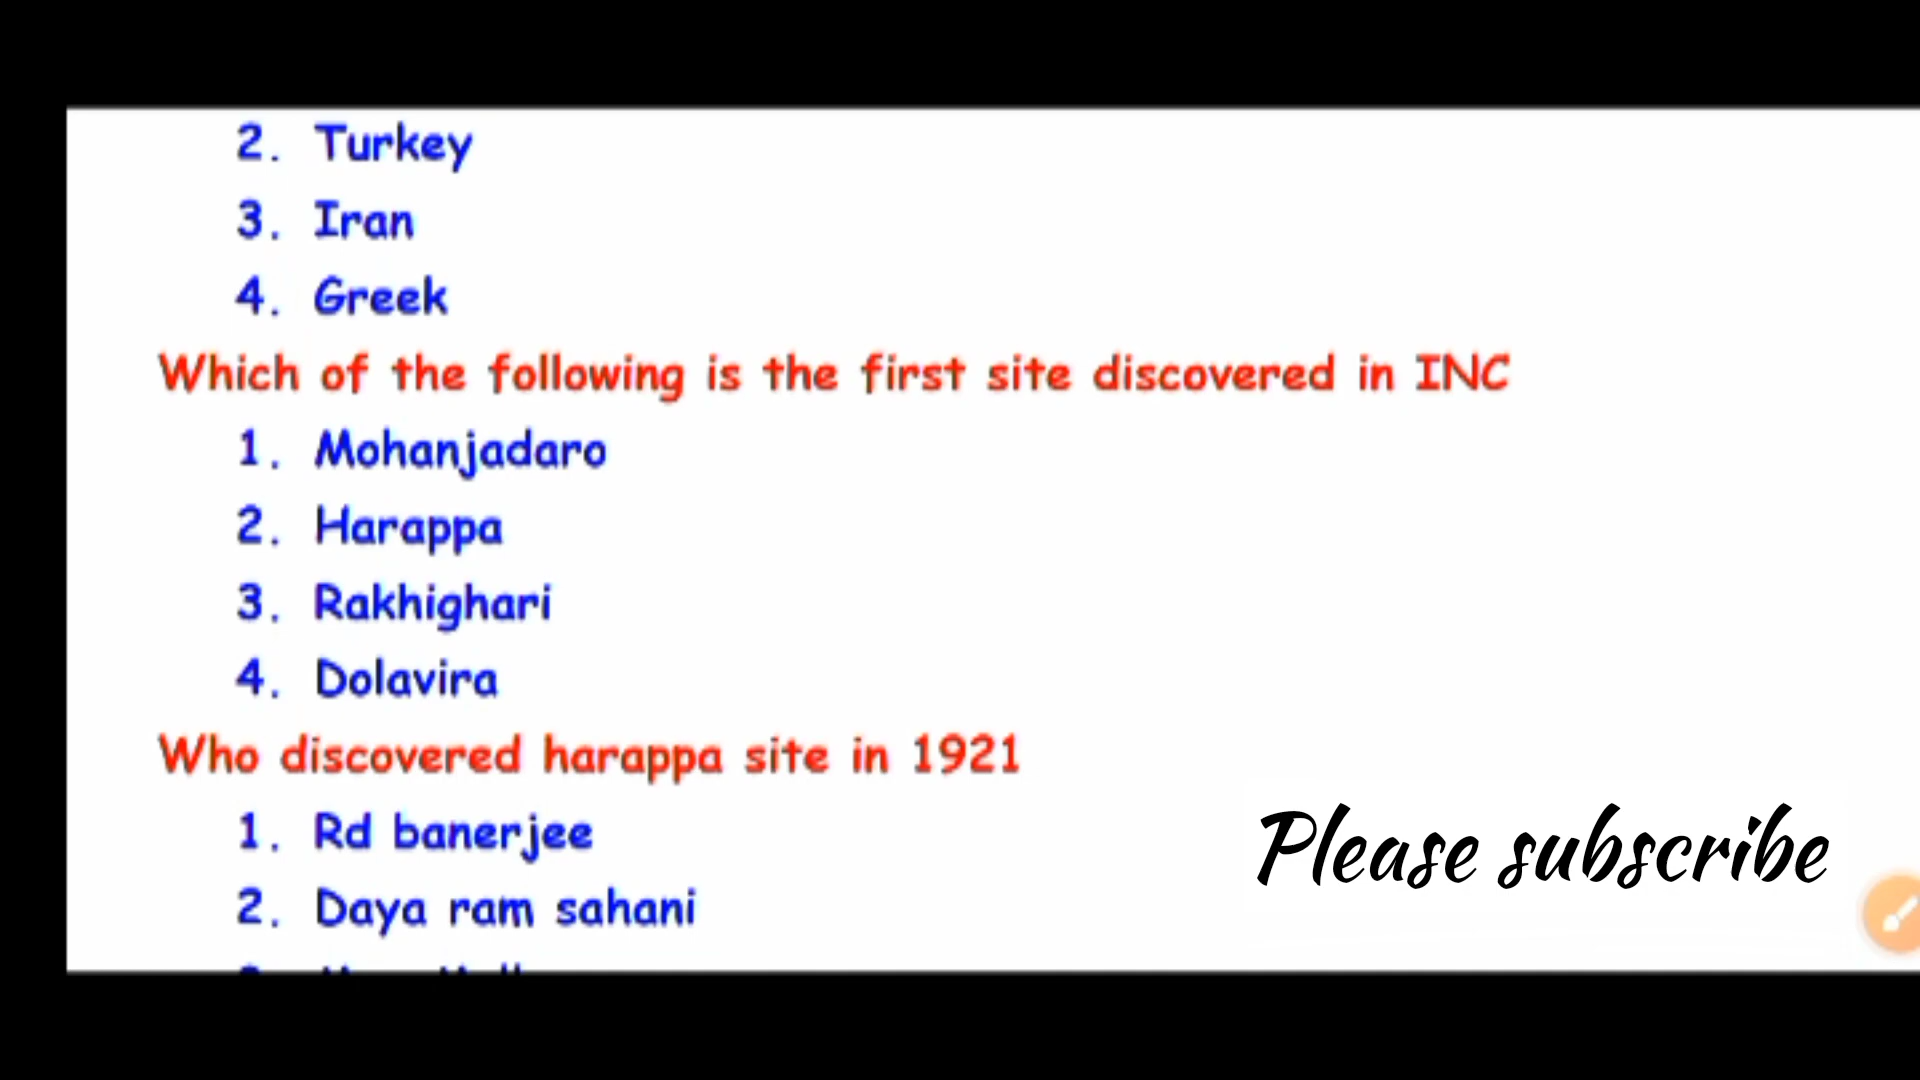 2. Turkey
3. Iran
4. Greek
Which of the following is the first site discovered in INC
1. Mohanjadaro
2. Harappa
3. Rakhighari
4. Dolavira
Who discovered harappa site in 1921
1. Rd banerjee
2. Daya ram sahani
Please subscribe